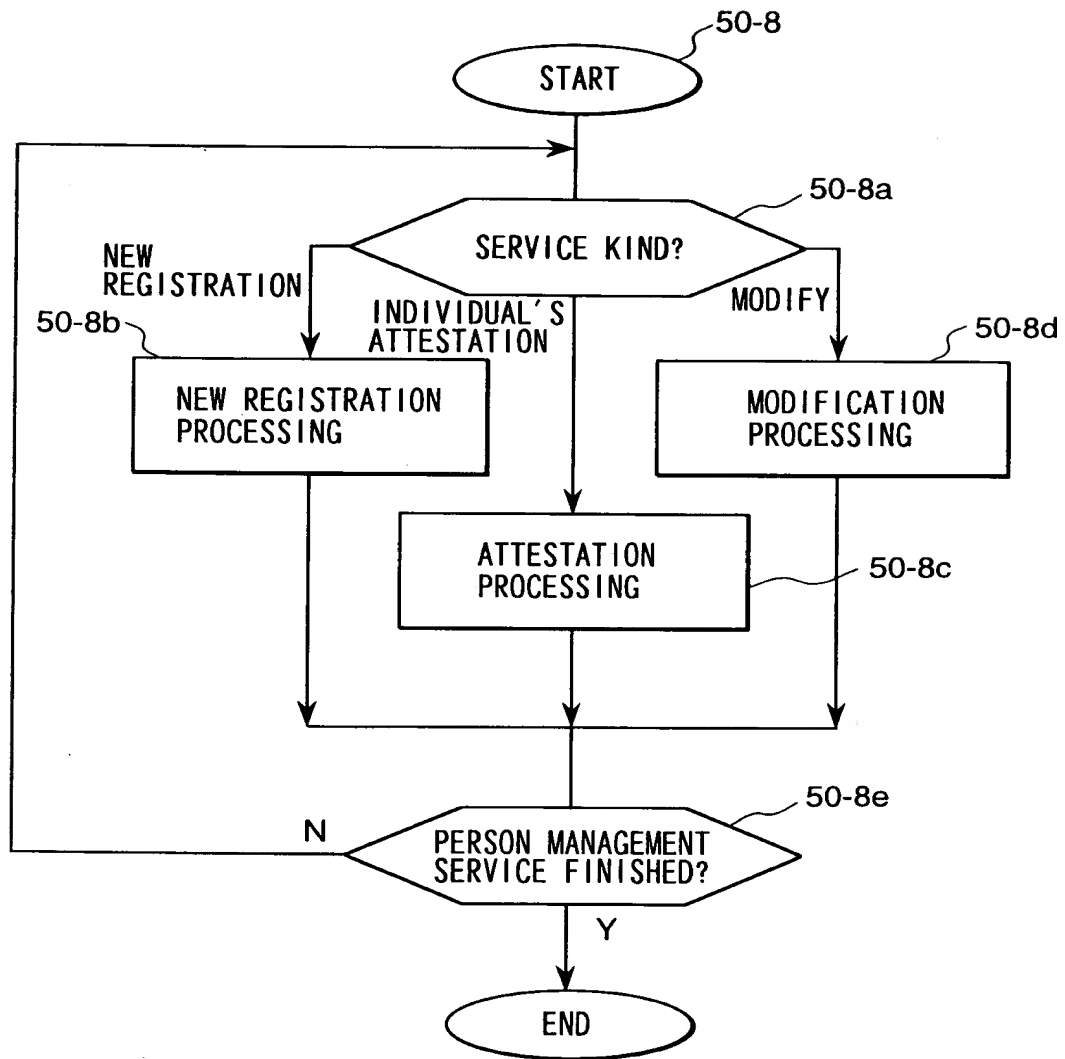 50-8
START
50-8a
SERVICE KIND?
NEW
REGISTRATION
INDIVIDUAL'S
ATTESTATION
MODIFY
50-8b
50-8d
NEW REGISTRATION
PROCESSING
MODIFICATION
PROCESSING
ATTESTATION
PROCESSING
50-8c
50-8e
N
PERSON MANAGEMENT
SERVICE FINISHED?
Y
END